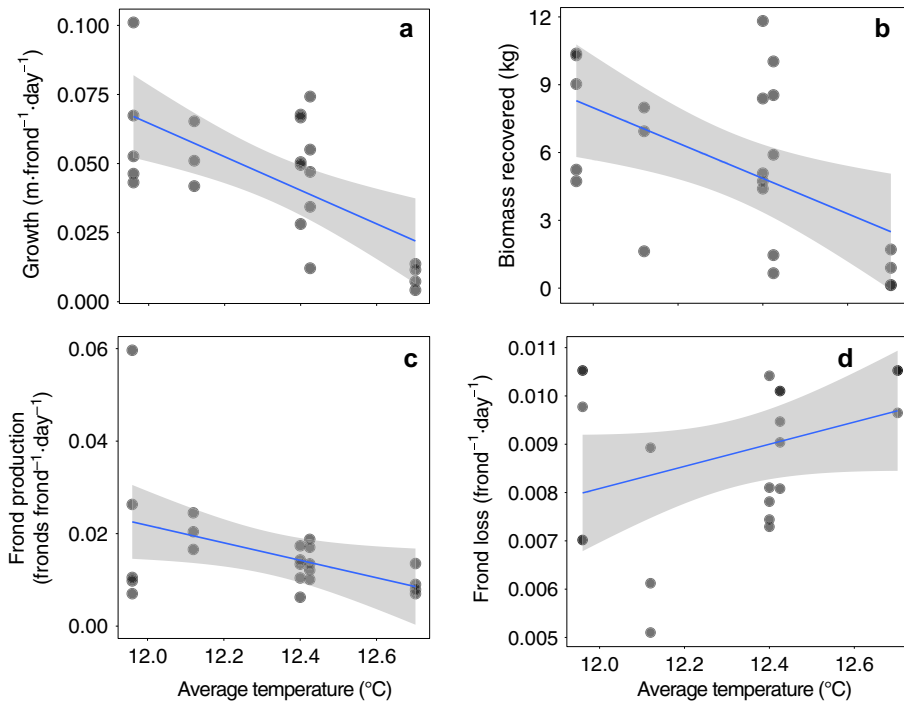 a
Growth (m·frond⁻¹·day⁻¹)
0.100
0.075
0.050
0.025
0.000
b
Biomass recovered (kg)
12
9
6
3
0
c
Frond production
(fronds frond⁻¹·day⁻¹)
0.06
0.04
0.02
0.00
12.0 12.2 12.4 12.6
Average temperature (°C)
d
Frond loss (frond⁻¹·day⁻¹)
0.011
0.010
0.009
0.008
0.007
0.006
0.005
12.0 12.2 12.4 12.6
Average temperature (°C)